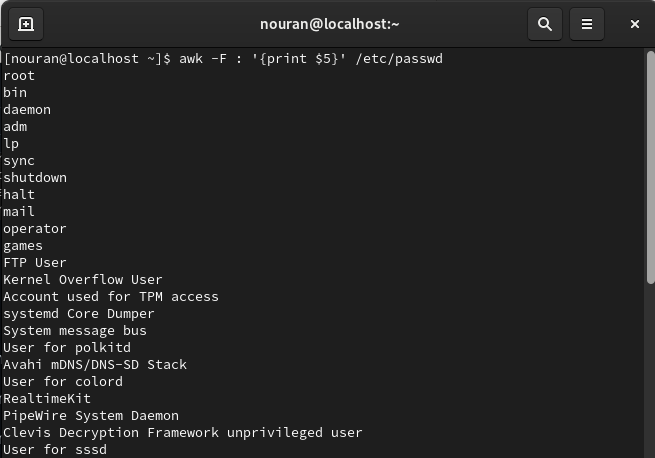 nouran@localhost:~
[nouran@localhost ~]$ awk -F : '{print $5}' /etc/passwd
root
bin
daemon
adm
lp
sync
shutdown
halt
mail
operator
games
FTP User
Kernel Overflow User
Account used for TPM access
systemd Core Dumper
System message bus
User for polkitd
Avahi mDNS/DNS-SD Stack
User for colord
RealtimeKit
PipeWire System Daemon
Clevis Decryption Framework unprivileged user
User for sssd